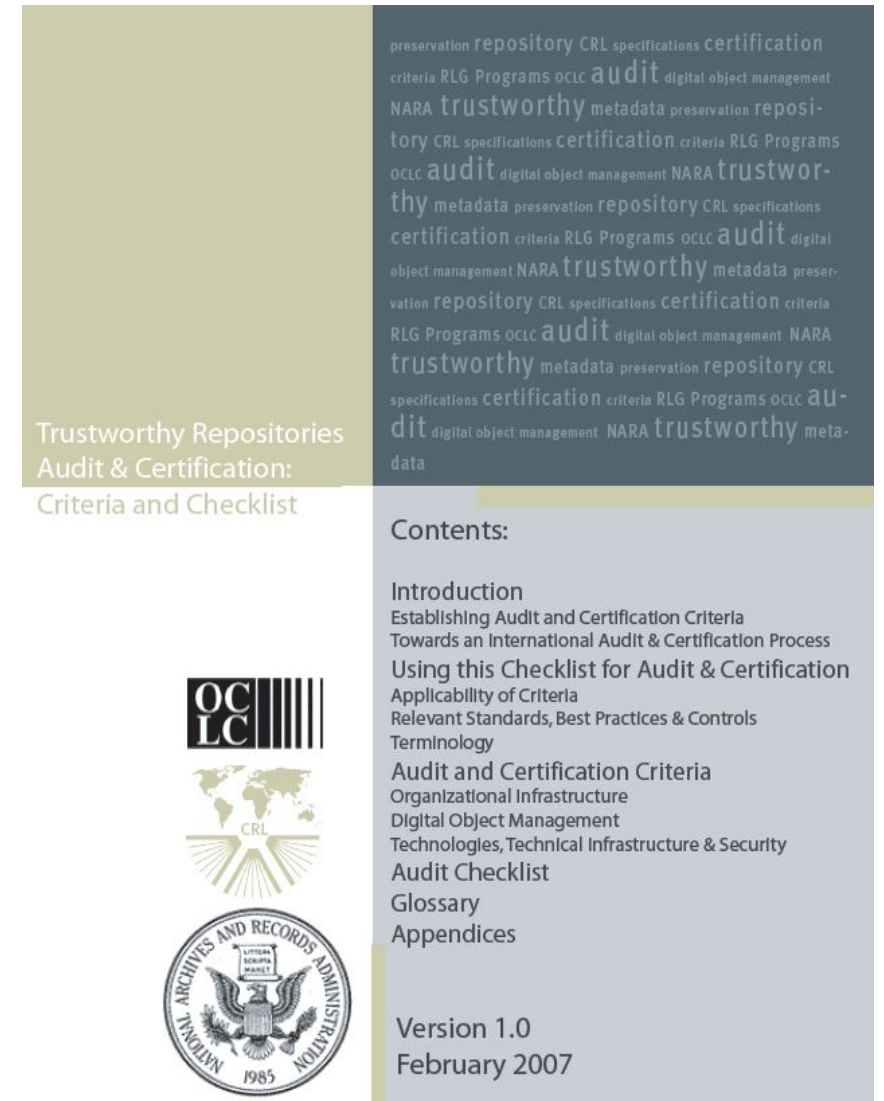 preservation repository CRL specifications certification
criteria RLG Programs OCLC audit digital object management
NARA trustworthy metadata preservation reposi-
tory CRL specifications certification criteria RLG Programs
OCLC audit digital object management NARA trustwor-
thy metadata preservation repository CRL specifications
certification criteria RLG Programs OCLC audit digital
object management NARA trustworthy metadata preser-
vation repository CRL specifications certification criteria
RLG Programs OCLC audit digital object management NARA
trustworthy metadata preservation repository CRL
specifications certification criteria RLG Programs OCLC au-
dit digital object management NARA trustworthy meta-
data
Trustworthy Repositories
Audit & Certification:
Criteria and Checklist
OC
LC
CRL
NATIONAL ARCHIVES AND RECORDS ADMINISTRATION
LITTERA
SCRIPTA
MANET
1985
Contents:
Introduction
Establishing Audit and Certification Criteria
Towards an International Audit & Certification Process
Using this Checklist for Audit & Certification
Applicability of Criteria
Relevant Standards, Best Practices & Controls
Terminology
Audit and Certification Criteria
Organizational Infrastructure
Digital Object Management
Technologies, Technical Infrastructure & Security
Audit Checklist
Glossary
Appendices
Version 1.0
February 2007